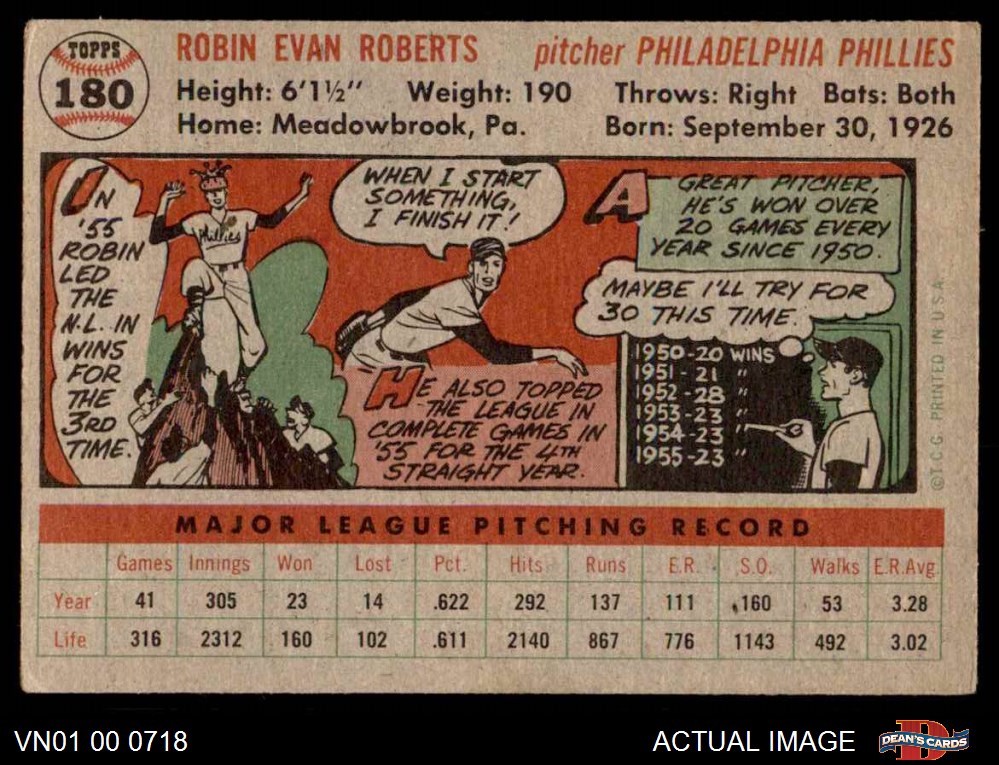 TOPPS
180
ROBIN EVAN ROBERTS pitcher PHILADELPHIA PHILLIES
Height: 6'1½" Weight: 190 Throws: Right Bats: Both
Home: Meadowbrook, Pa. Born: September 30, 1926
IN
'55
ROBIN
LED
THE
N.L. IN
WINS
FOR
THE
3RD
TIME.
Phillies
WHEN I START
SOMETHING,
I FINISH IT!
HE ALSO TOPPED
THE LEAGUE IN
COMPLETE GAMES IN
'55 FOR THE 4TH
STRAIGHT YEAR.
A GREAT PITCHER,
HE'S WON OVER
20 GAMES EVERY
YEAR SINCE 1950.
MAYBE I'LL TRY FOR
30 THIS TIME.
1950-20 WINS
1951-21 "
1952-28 "
1953-23 "
1954-23 "
1955-23 "
© T.C.G. PRINTED IN U.S.A.
MAJOR LEAGUE PITCHING RECORD
Games Innings Won Lost Pct. Hits Runs E.R. S.O. Walks E.R.Avg.
Year 41 305 23 14 .622 292 137 111 160 53 3.28
Life 316 2312 160 102 .611 2140 867 776 1143 492 3.02
VN01 00 0718 ACTUAL IMAGE DEAN'S CARDS